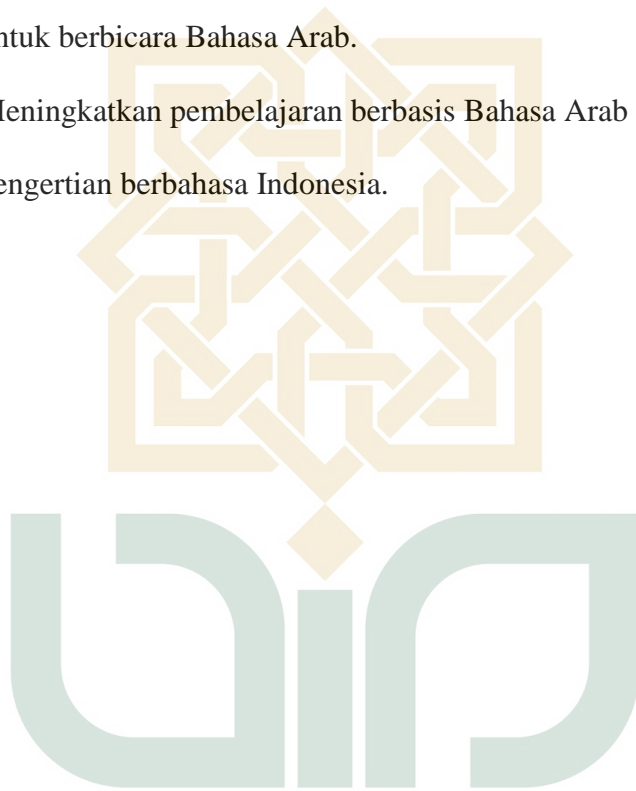 ntuk berbicara Bahasa Arab.
Meningkatkan pembelajaran berbasis Bahasa Arab
engertian berbahasa Indonesia.